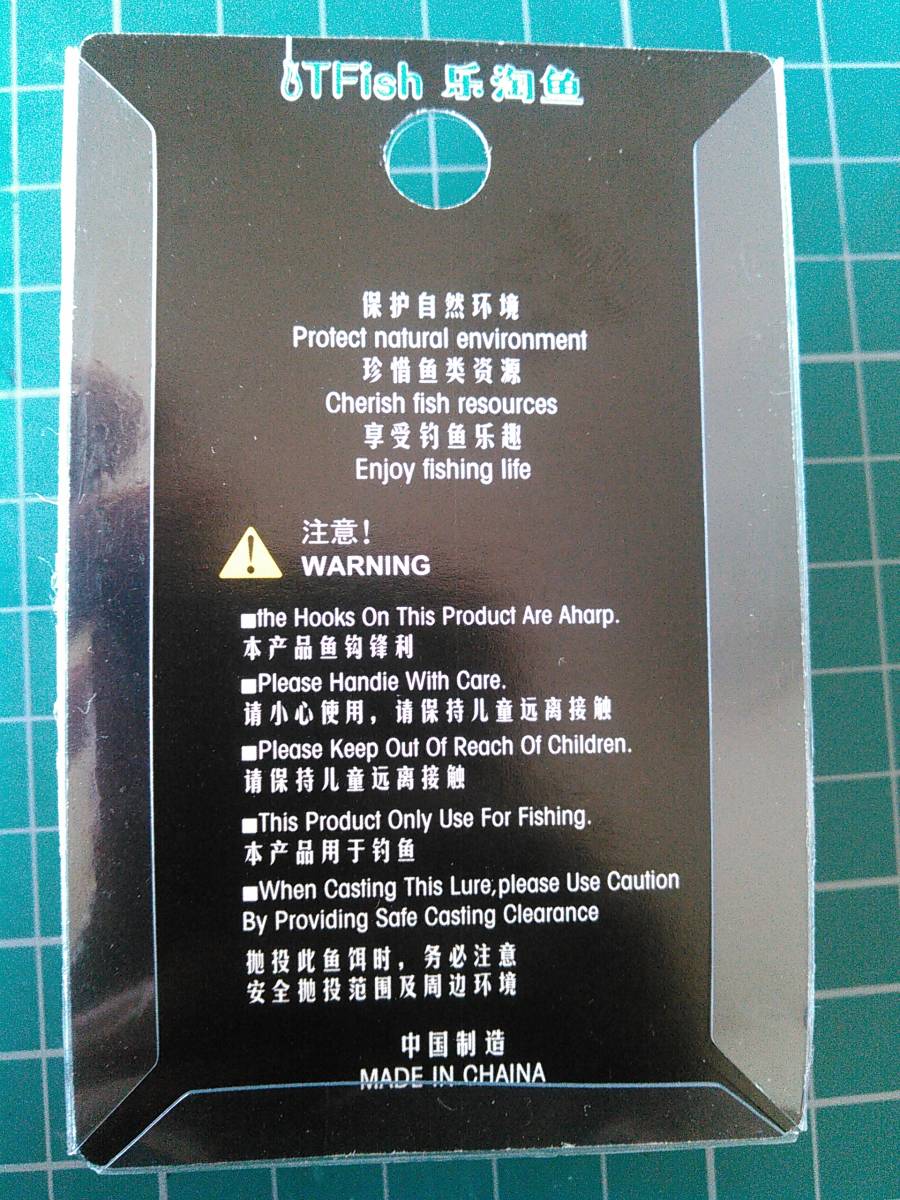 LTFish 乐淘鱼
保护自然环境
Protect natural environment
珍惜鱼类资源
Cherish fish resources
享受钓鱼乐趣
Enjoy fishing life
注意!
WARNING
■the Hooks On This Product Are Aharp.
本产品鱼钩锋利
■Please Handie With Care.
请小心使用，请保持儿童远离接触
■Please Keep Out Of Reach Of Children.
请保持儿童远离接触
■This Product Only Use For Fishing.
本产品用于钓鱼
■When Casting This Lure,please Use Caution
By Providing Safe Casting Clearance
抛投此鱼饵时，务必注意
安全抛投范围及周边环境
中国制造
MADE IN CHAINA